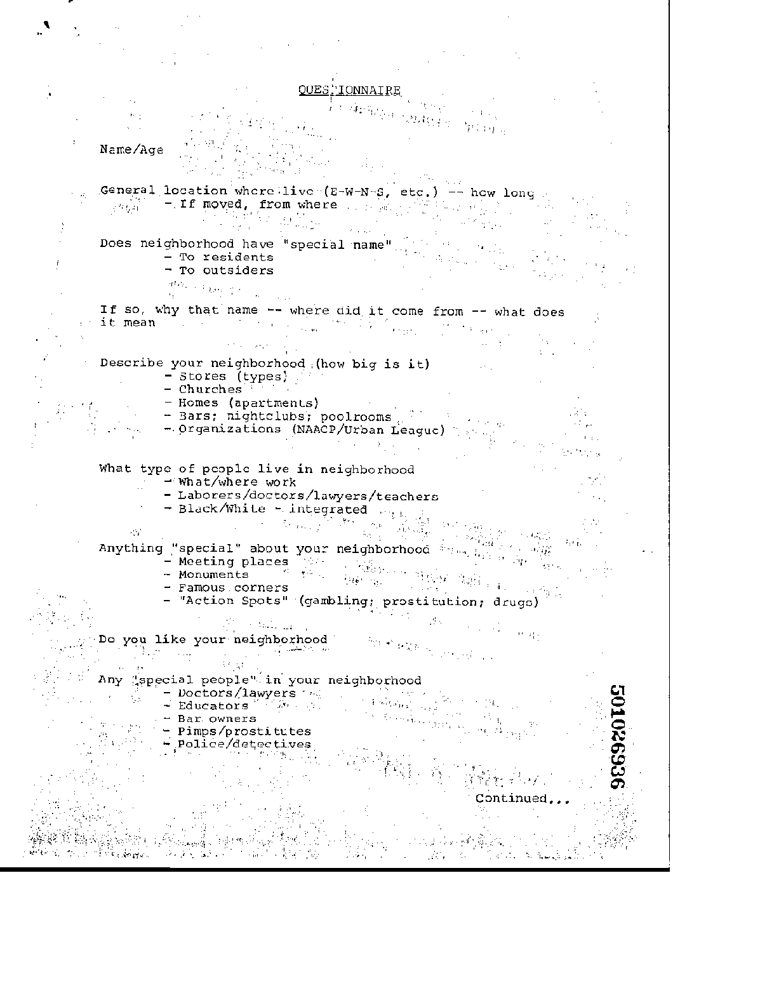 QUESTIONNAIRE
Name/Age
General location where live (E-W-N-S, etc.) -- how long
- If moved, from where
Does neighborhood have "special name"
- To residents
- To outsiders
If so, why that name -- where did it come from -- what does
it mean
Describe your neighborhood (how big is it)
- Stores (types)
- Churches
- Homes (apartments)
- Bars; nightclubs; poolrooms
- Organizations (NAACP/Urban League)
What type of people live in neighborhood
- What/where work
- Laborers/doctors/lawyers/teachers
- Black/White - integrated
Anything "special" about your neighborhood
- Meeting places
- Monuments
- Famous corners
- "Action Spots" (gambling; prostitution; drugs)
Do you like your neighborhood
Any "special people" in your neighborhood
- Doctors/lawyers
- Educators
- Bar owners
- Pimps/prostitutes
- Police/detectives
Continued...
501026936